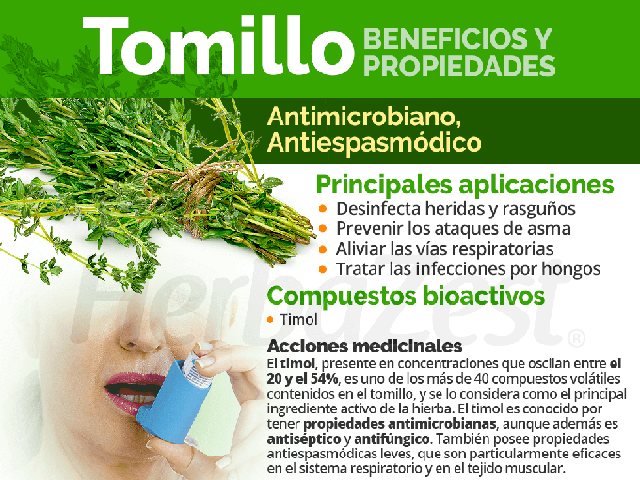 Tomillo BENEFICIOS Y
PROPIEDADES
Antimicrobiano,
Antiespasmódico
Principales aplicaciones
• Desinfecta heridas y rasguños
• Prevenir los ataques de asma
• Aliviar las vías respiratorias
• Tratar las infecciones por hongos
Compuestos bioactivos
• Timol
HerbaZest®
Acciones medicinales
El timol, presente en concentraciones que oscilan entre el
20 y el 54%, es uno de los más de 40 compuestos volátiles
contenidos en el tomillo, y se lo considera como el principal
ingrediente activo de la hierba. El timol es conocido por
tener propiedades antimicrobianas, aunque además es
antiséptico y antifúngico. También posee propiedades
antiespasmódicas leves, que son particularmente eficaces
en el sistema respiratorio y en el tejido muscular.